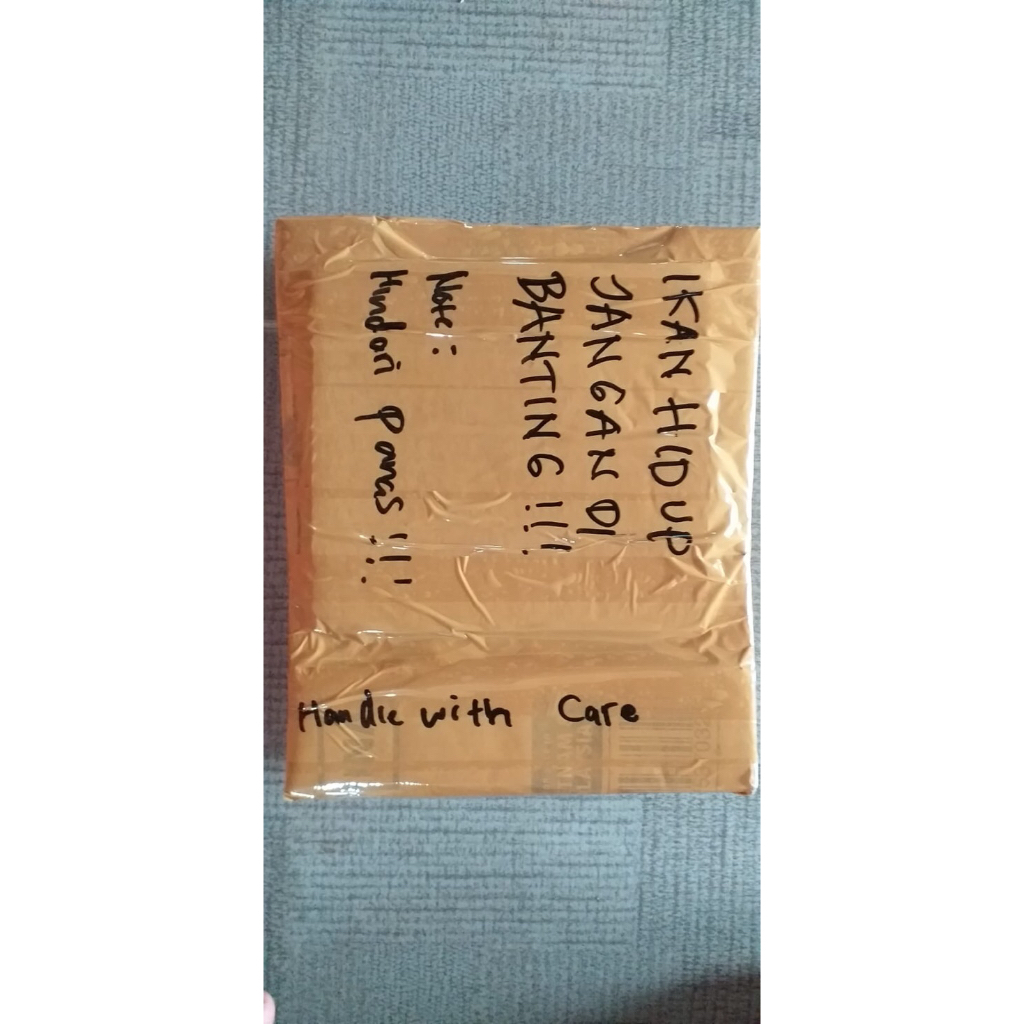 IKAN HIDUP
JANGAN DI
BANTING!!!
Note:
Hindari Panas!!!
Handle with Care